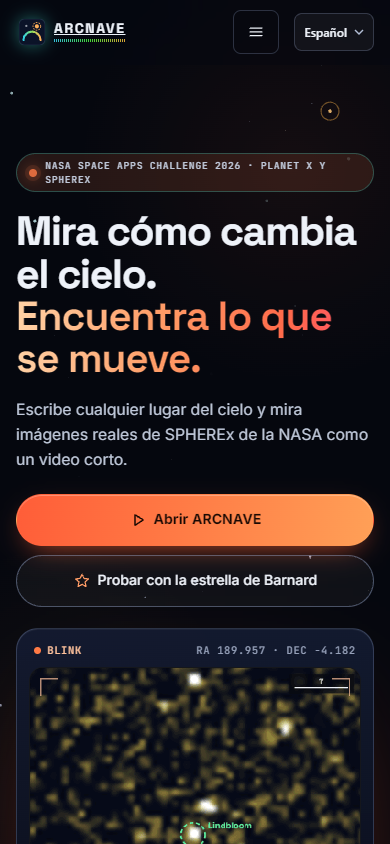 ARCNAVE
Español
NASA SPACE APPS CHALLENGE 2026 · PLANET X Y
SPHEREX
Mira cómo cambia
el cielo.
Encuentra lo que
se mueve.
Escribe cualquier lugar del cielo y mira
imágenes reales de SPHEREx de la NASA como
un video corto.
Abrir ARCNAVE
Probar con la estrella de Barnard
BLINK
RA 189.957 · DEC -4.182
Lindbloom